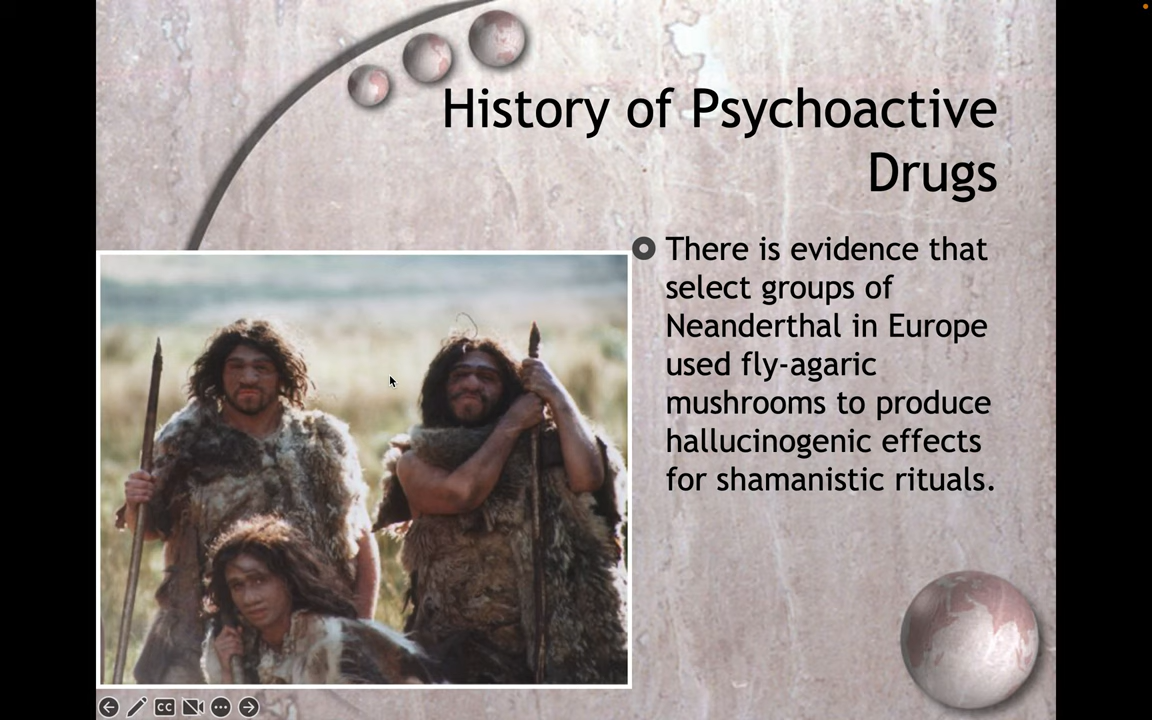 History of Psychoactive
Drugs
There is evidence that
select groups of
Neanderthal in Europe
used fly-agaric
mushrooms to produce
hallucinogenic effects
for shamanistic rituals.
CC